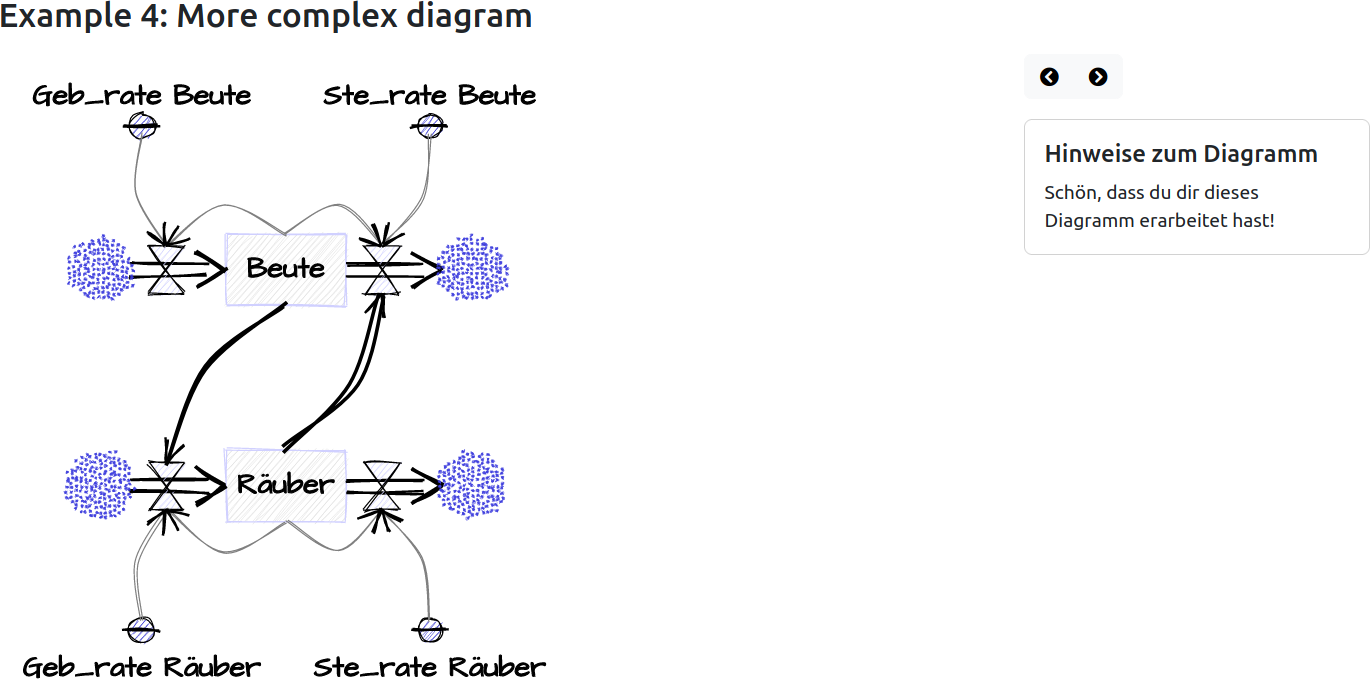 Example 4: More complex diagram
Geb_rate Beute
Ste_rate Beute
Hinweise zum Diagramm
Schön, dass du dir dieses
Diagramm erarbeitet hast!
Beute
Räuber
Geb_rate Räuber
Ste_rate Räuber